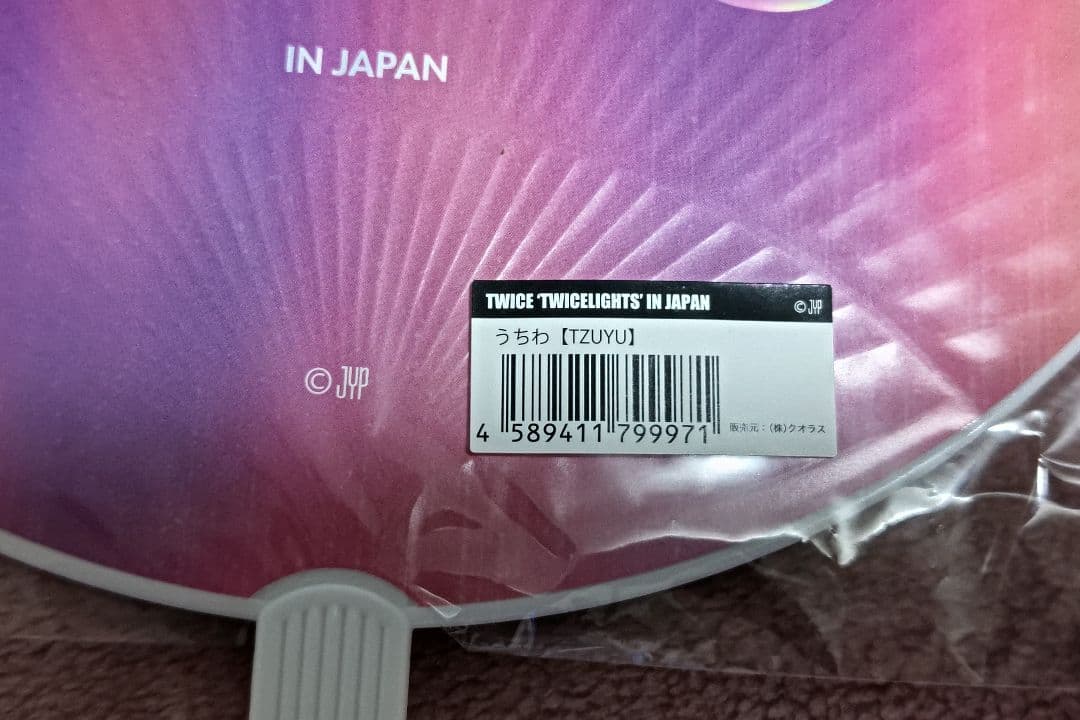 IN JAPAN
TWICE ‘TWICELIGHTS’ IN JAPAN
© JYP
うちわ【TZUYU】
4 589411 799971
販売元：(株)クオラス
© JYP